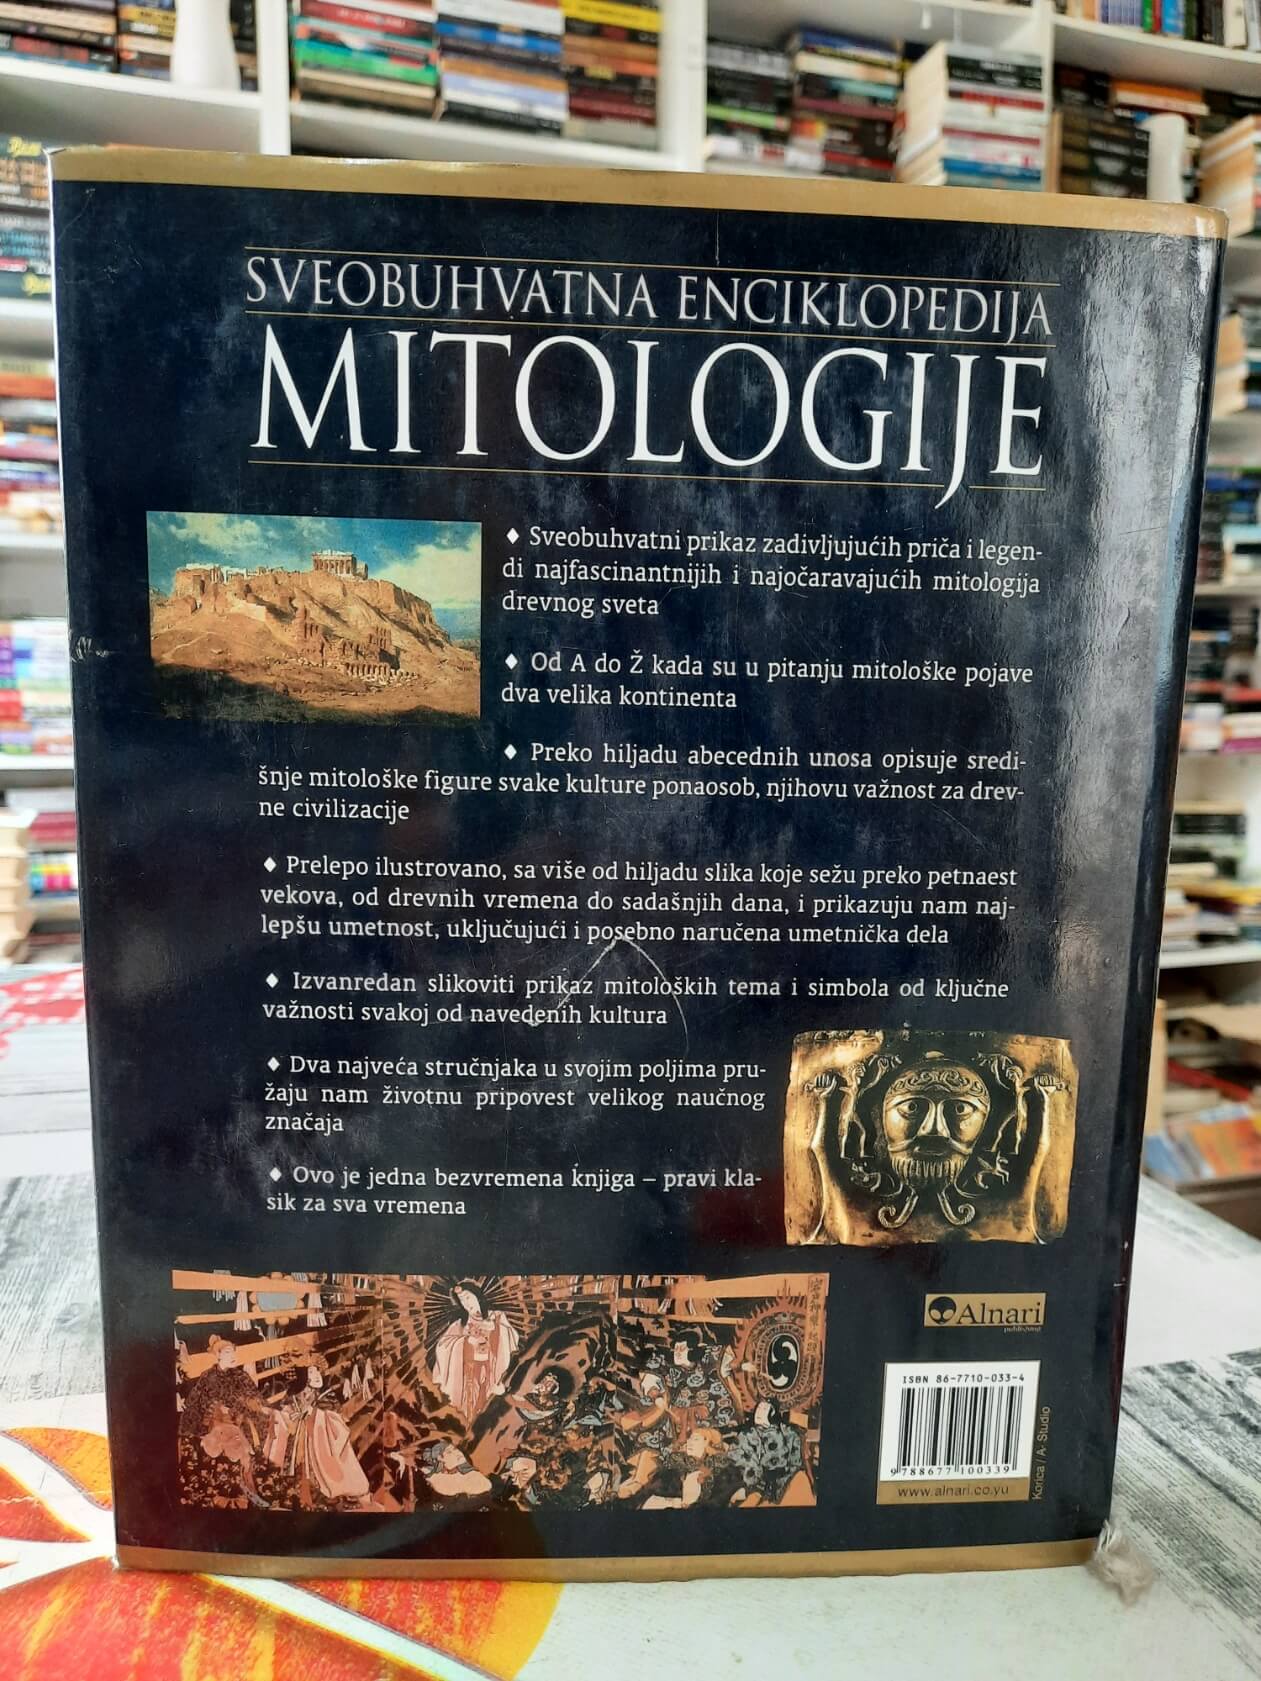 SVEOBUHVATNA ENCIKLOPEDIJA
MITOLOGIJE
♦ Sveobuhvatni prikaz zadivljujućih priča i legen-
di najfascinantnijih i najočaravajućih mitologija
drevnog sveta
♦ Od A do Ž kada su u pitanju mitološke pojave
dva velika kontinenta
♦ Preko hiljadu abecednih unosa opisuje sredi-
šnje mitološke figure svake kulture ponaosob, njihovu važnost za drev-
ne civilizacije
♦ Prelepo ilustrovano, sa više od hiljadu slika koje sežu preko petnaest
vekova, od drevnih vremena do sadašnjih dana, i prikazuju nam naj-
lepšu umetnost, uključujući i posebno naručena umetnička dela
♦ Izvanredan slikoviti prikaz mitoloških tema i simbola od ključne
važnosti svakoj od navedenih kultura
♦ Dva najveća stručnjaka u svojim poljima pru-
žaju nam životnu pripovest velikog naučnog
značaja
♦ Ovo je jedna bezvremena knjiga – pravi kla-
sik za sva vremena
Alnari
publishing
ISBN 86-7710-033-4
9 788677 100339
www.alnari.co.yu
Korica / A. Studio